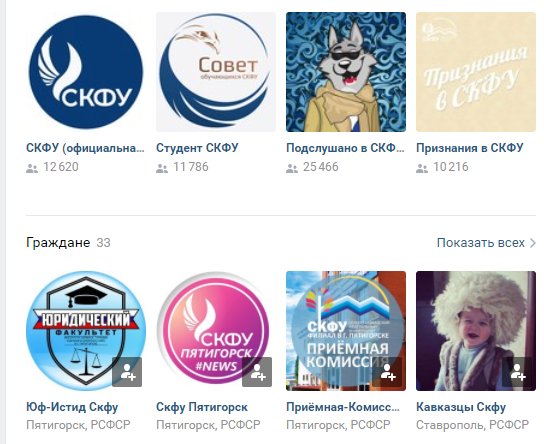 СКФУ
Совет
обучающихся СКФУ
Признания
в СКФУ
СКФУ (официальна...
Студент СКФУ
Подслушано в СКФ...
Признания в СКФУ
12 620
11 786
25 466
10 216
Граждане 33
Показать всех
ЮРИДИЧЕСКИЙ
ФАКУЛЬТЕТ
СКФУ
ПЯТИГОРСК
#NEWS
СКФУ
ФИЛИАЛ В Г. ПЯТИГОРСКЕ
ПРИЁМНАЯ
КОМИССИЯ
Юф-Истид Скфу
Скфу Пятигорск
Приёмная-Комисс...
Кавказцы Скфу
Пятигорск, РСФСР
Пятигорск, РСФСР
Пятигорск, РСФСР
Ставрополь, РСФСР